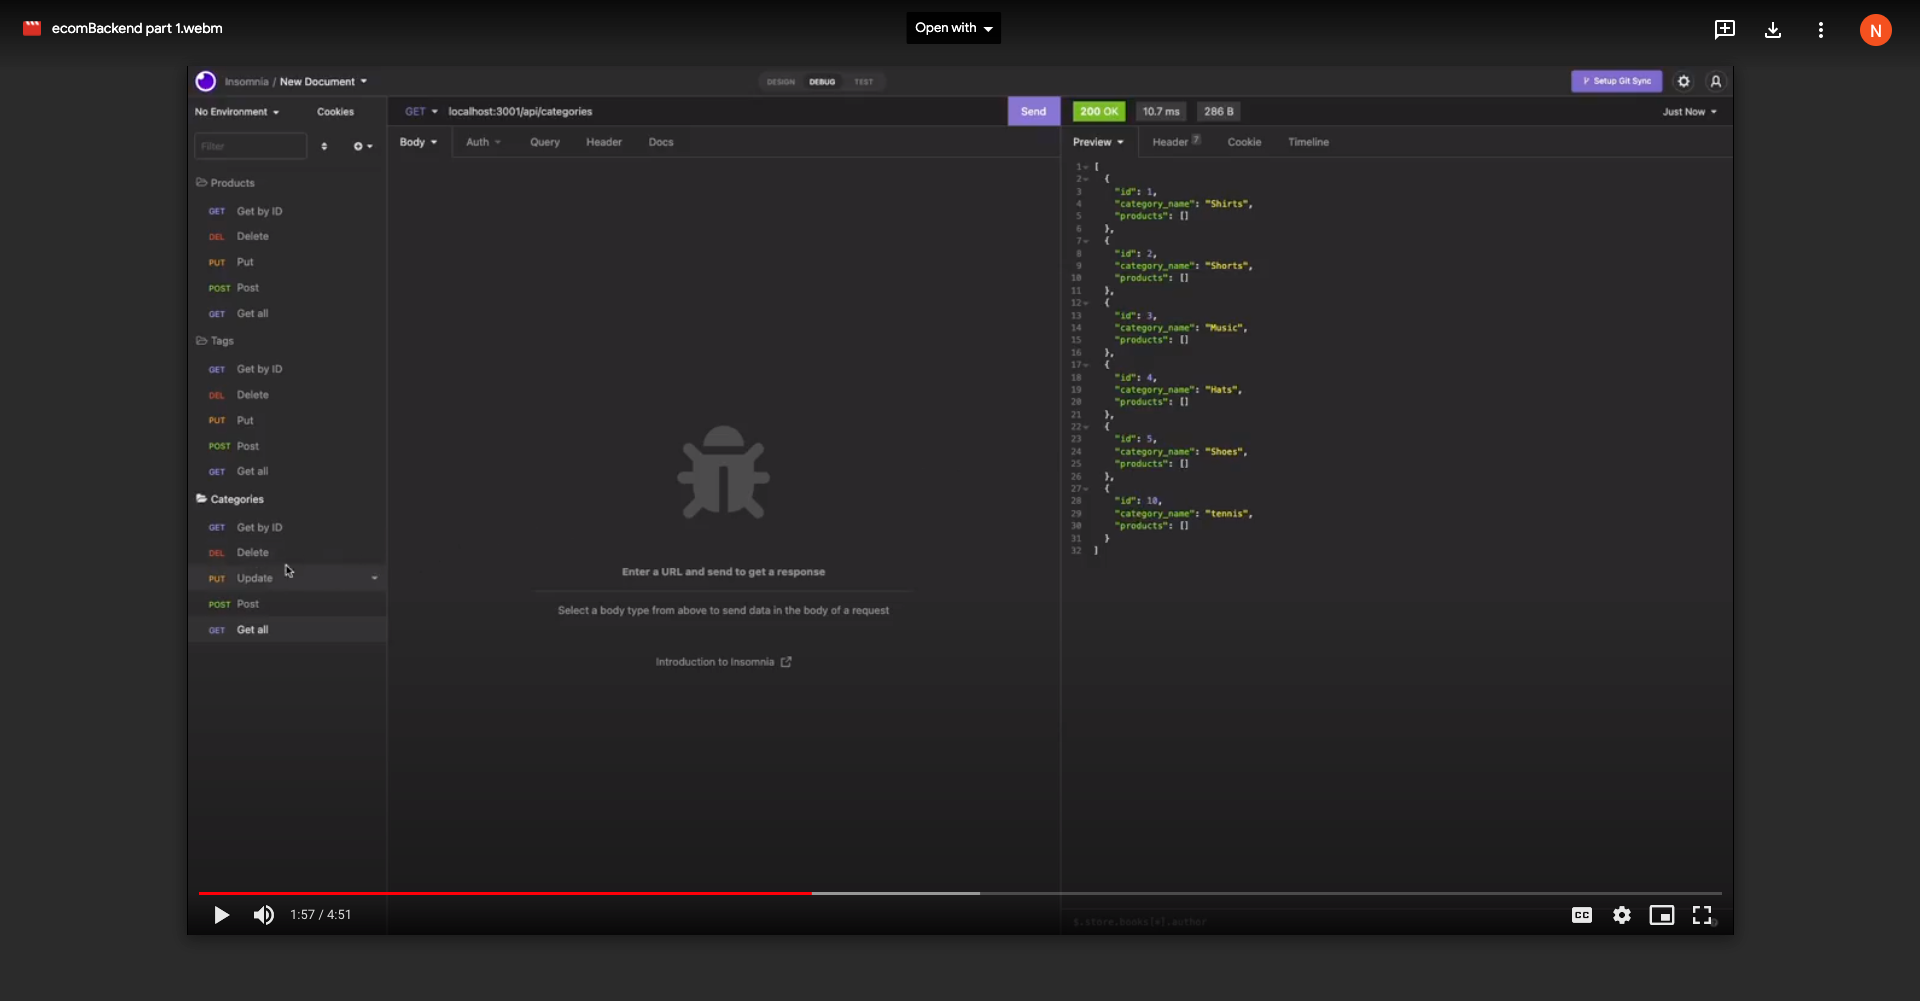 ecomBackend part 1.webm
Open with
N
Insomnia / New Document
DESIGN DEBUG TEST
Setup Git Sync
No Environment Cookies
GET localhost:3001/api/categories Send
200 OK 10.7 ms 286 B Just Now
Filter
Body Auth Query Header Docs
Preview Header 7 Cookie Timeline
Products
GET Get by ID
DEL Delete
PUT Put
POST Post
GET Get all
Tags
GET Get by ID
DEL Delete
PUT Put
POST Post
GET Get all
Categories
GET Get by ID
DEL Delete
PUT Update
POST Post
GET Get all
Enter a URL and send to get a response
Select a body type from above to send data in the body of a request
Introduction to Insomnia
1 [
2 {
3 "id": 1,
4 "category_name": "Shirts",
5 "products": []
6 },
7 {
8 "id": 2,
9 "category_name": "Shorts",
10 "products": []
11 },
12 {
13 "id": 3,
14 "category_name": "Music",
15 "products": []
16 },
17 {
18 "id": 4,
19 "category_name": "Hats",
20 "products": []
21 },
22 {
23 "id": 5,
24 "category_name": "Shoes",
25 "products": []
26 },
27 {
28 "id": 10,
29 "category_name": "tennis",
30 "products": []
31 }
32 ]
$.store.books[*].author
1:57 / 4:51
CC